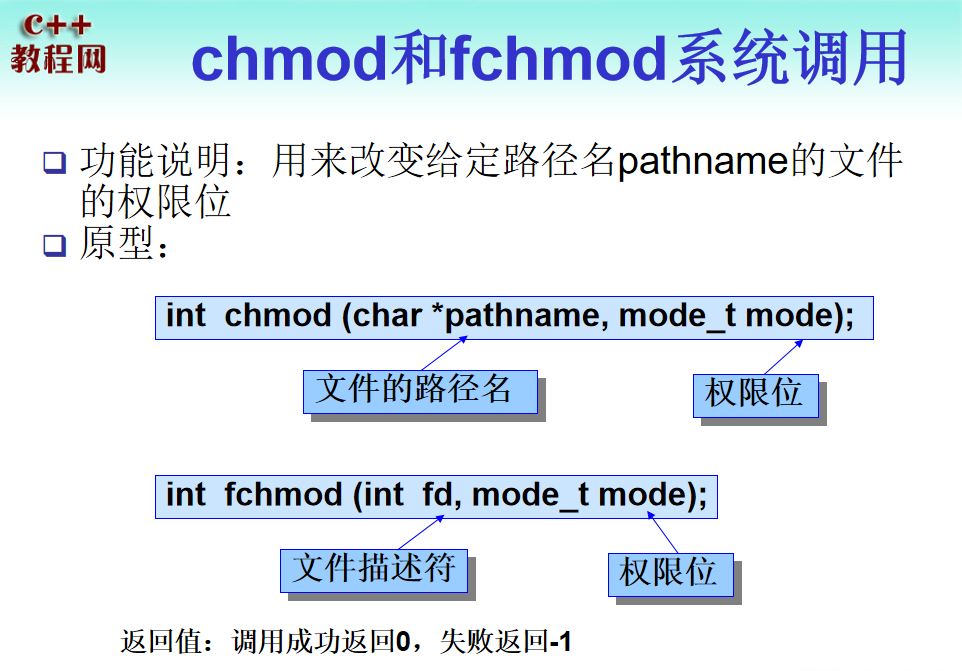 C++
教程网
chmod和fchmod系统调用
功能说明：用来改变给定路径名pathname的文件
的权限位
原型：
int chmod (char *pathname, mode_t mode);
文件的路径名
权限位
int fchmod (int fd, mode_t mode);
文件描述符
权限位
返回值：调用成功返回0，失败返回-1